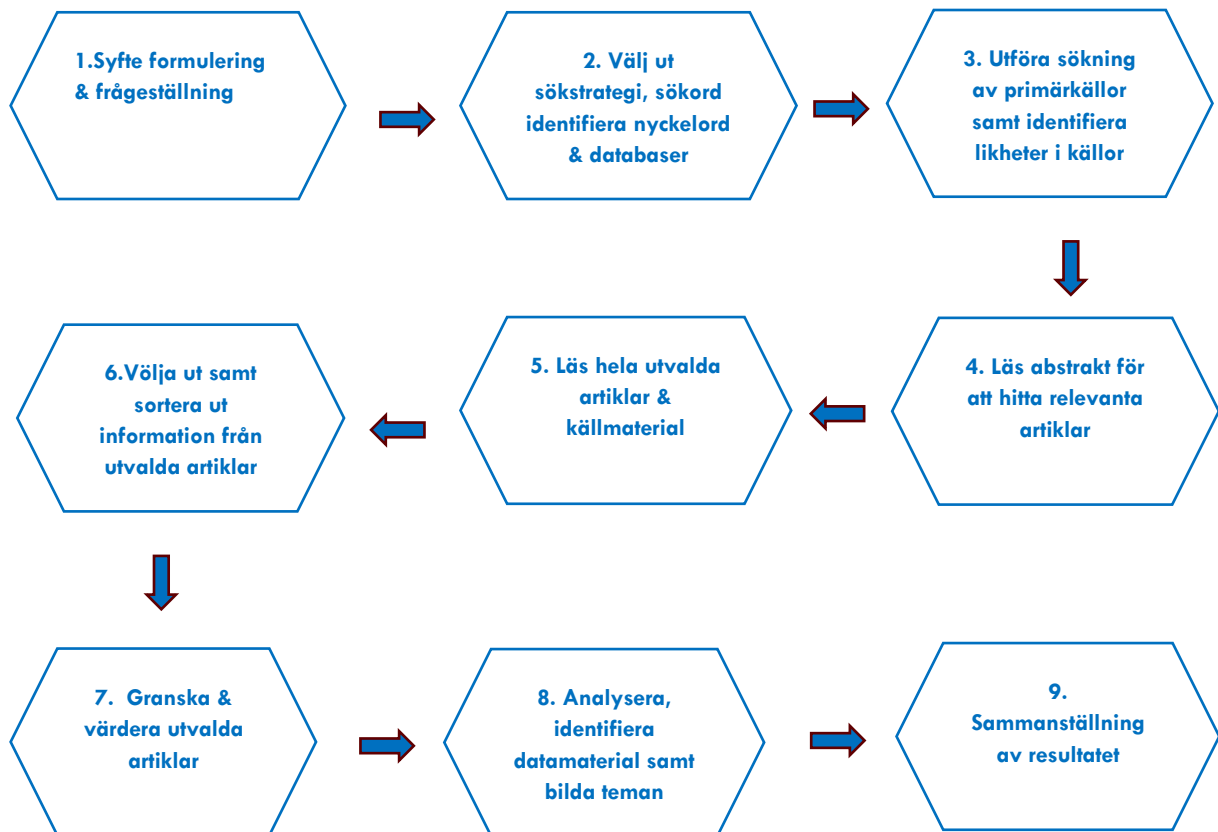 1.Syfte formulering
& frågeställning
2. Välj ut
sökstrategi, sökord
identifiera nyckelord
& databaser
3. Utföra sökning
av primärkällor
samt identifiera
likheter i källor
4. Läs abstrakt för
att hitta relevanta
artiklar
5. Läs hela utvalda
artiklar &
källmaterial
6.Völja ut samt
sortera ut
information från
utvalda artiklar
7. Granska &
värdera utvalda
artiklar
8. Analysera,
identifiera
datamaterial samt
bilda teman
9.
Sammanställning
av resultatet